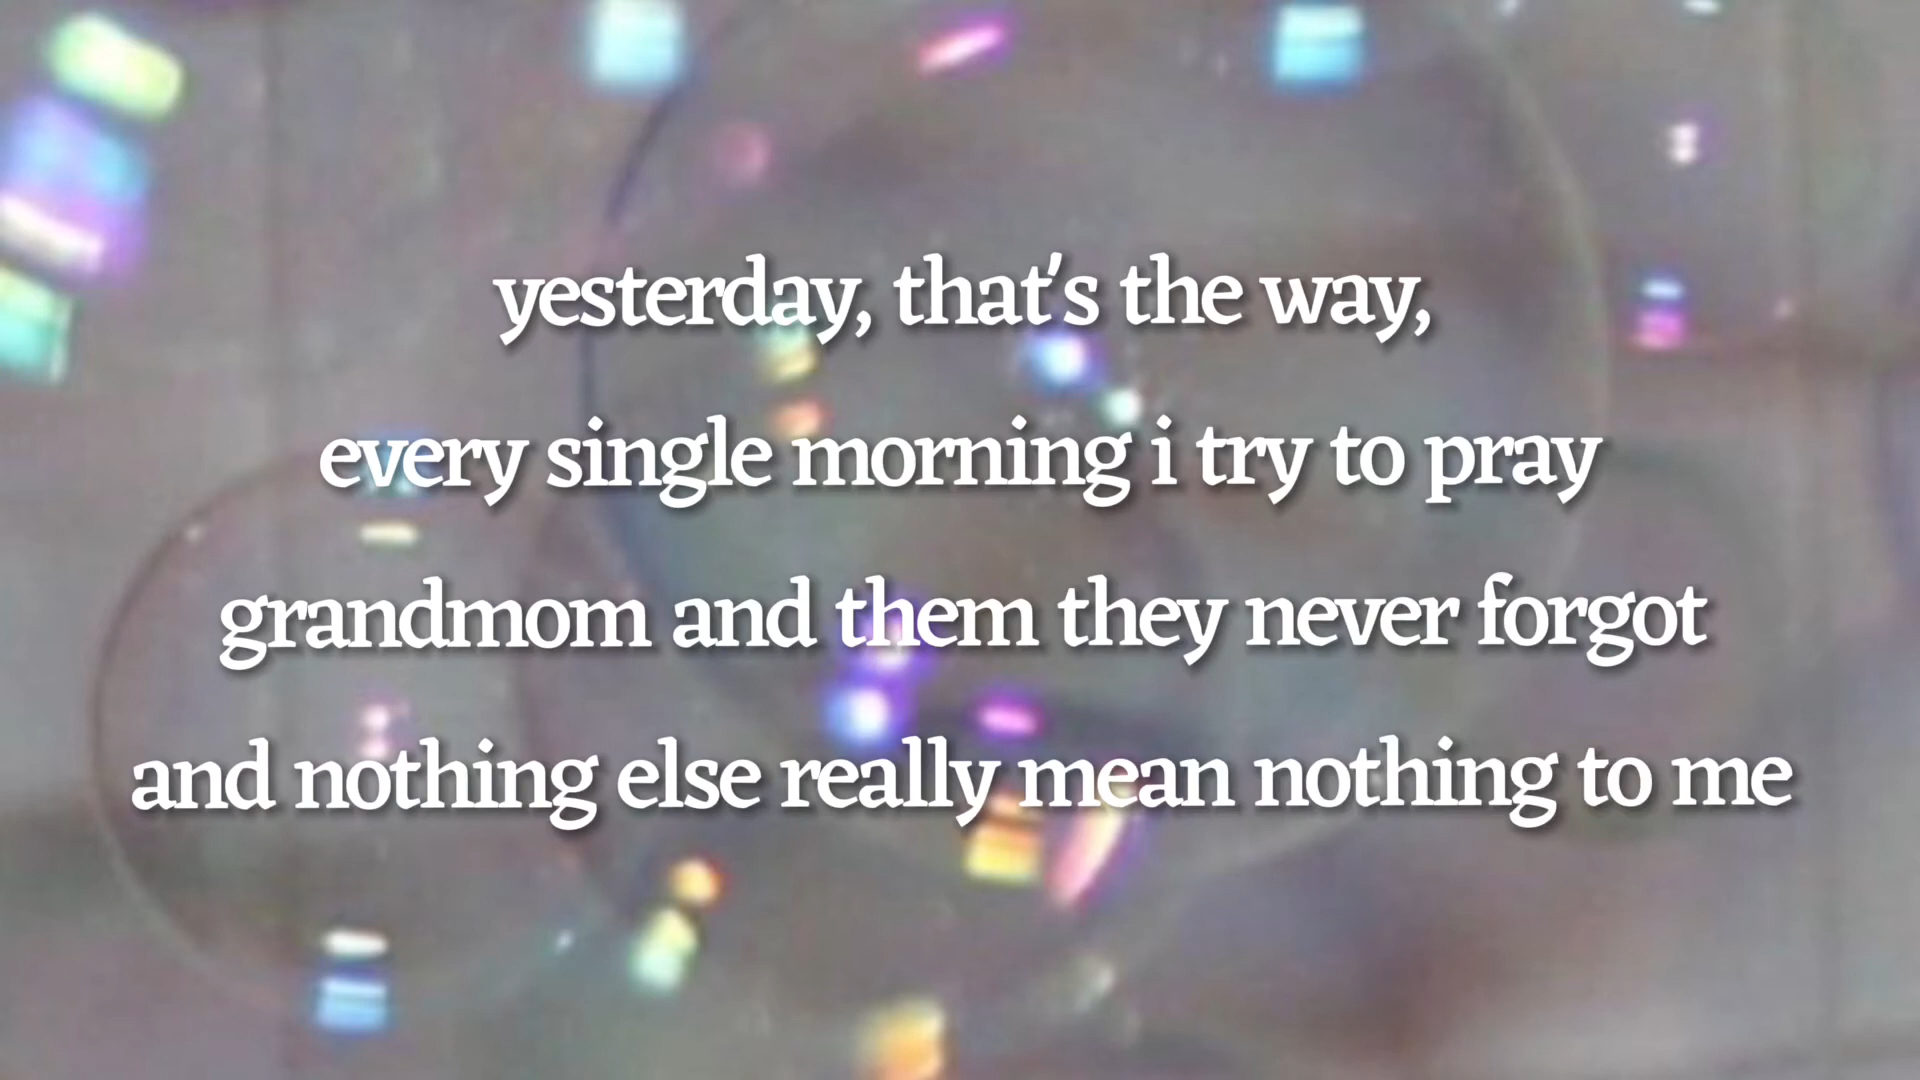 yesterday, that's the way,
every single morning i try to pray
grandmom and them they never forgot
and nothing else really mean nothing to me